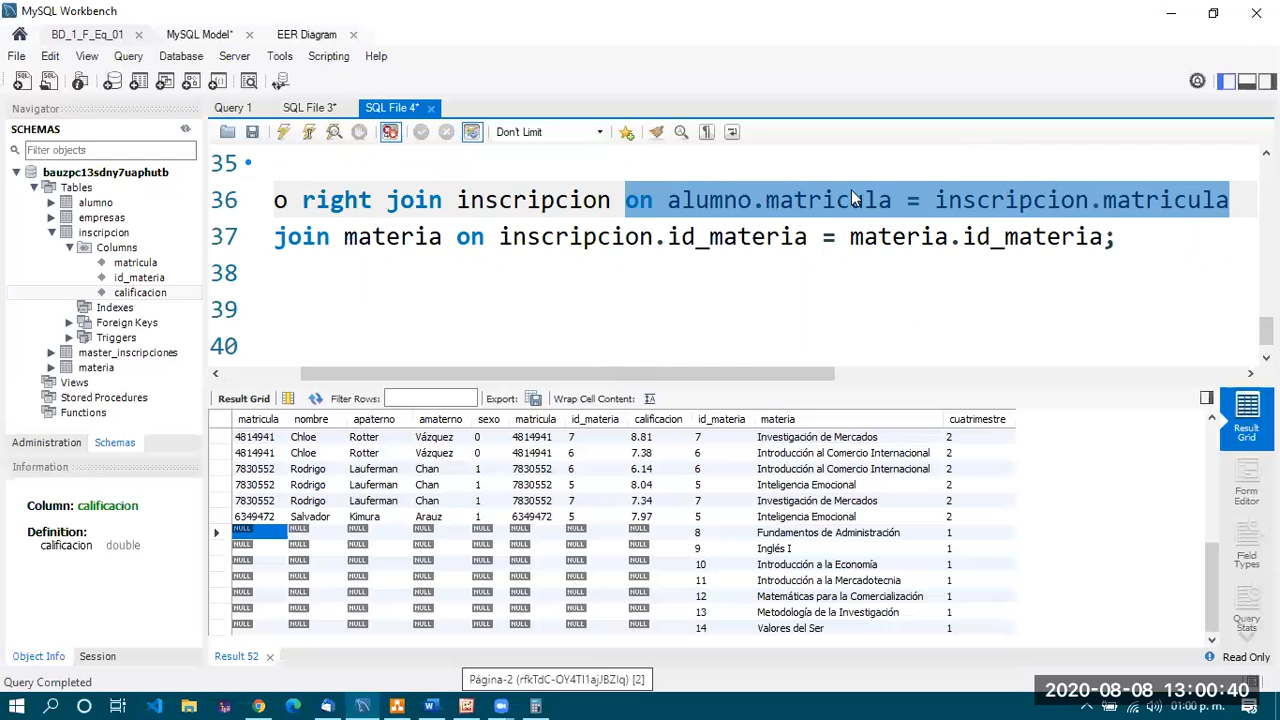 MySQL Workbench
BD_1_F_Eq_01 MySQL Model* EER Diagram
File Edit View Query Database Server Tools Scripting Help
Navigator Query 1 SQL File 3* SQL File 4*
SCHEMAS Don't Limit
Filter objects
bauzpc13sdny7uaphutb
Tables
alumno
empresas
inscripcion
Columns
matricula
id_materia
calificacion
Indexes
Foreign Keys
Triggers
master_inscripciones
materia
Views
Stored Procedures
Functions
35
36 o right join inscripcion on alumno.matricula = inscripcion.matricula
37 join materia on inscripcion.id_materia = materia.id_materia;
38
39
40
Result Grid Filter Rows: Export: Wrap Cell Content:
matricula nombre apaterno amaterno sexo matricula id_materia calificacion id_materia materia cuatrimestre
4814941 Chloe Rotter Vázquez 0 4814941 7 8.81 7 Investigación de Mercados 2
4814941 Chloe Rotter Vázquez 0 4814941 6 7.38 6 Introducción al Comercio Internacional 2
7830552 Rodrigo Lauferman Chan 1 7830552 6 6.14 6 Introducción al Comercio Internacional 2
7830552 Rodrigo Lauferman Chan 1 7830552 5 8.04 5 Inteligencia Emocional 2
7830552 Rodrigo Lauferman Chan 1 7830552 7 7.34 7 Investigación de Mercados 2
6349472 Salvador Kimura Arauz 1 6349472 5 7.97 5 Inteligencia Emocional 2
NULL NULL NULL NULL NULL NULL NULL NULL 8 Fundamentos de Administración 1
NULL NULL NULL NULL NULL NULL NULL NULL 9 Inglés I 1
NULL NULL NULL NULL NULL NULL NULL NULL 10 Introducción a la Economía 1
NULL NULL NULL NULL NULL NULL NULL NULL 11 Introducción a la Mercadotecnia 1
NULL NULL NULL NULL NULL NULL NULL NULL 12 Matemáticas para la Comercialización 1
NULL NULL NULL NULL NULL NULL NULL NULL 13 Metodología de la Investigación 1
NULL NULL NULL NULL NULL NULL NULL NULL 14 Valores del Ser 1
Result Grid
Form Editor
Field Types
Query Stats
Administration Schemas
Information
Column: calificacion
Definition:
calificacion double
Object Info Session Result 52 Read Only
Query Completed
Página-2 (rfkTdC-OY4TI1ajJBZIq) [2]
2020-08-08 13:00:40
01:00 p. m.